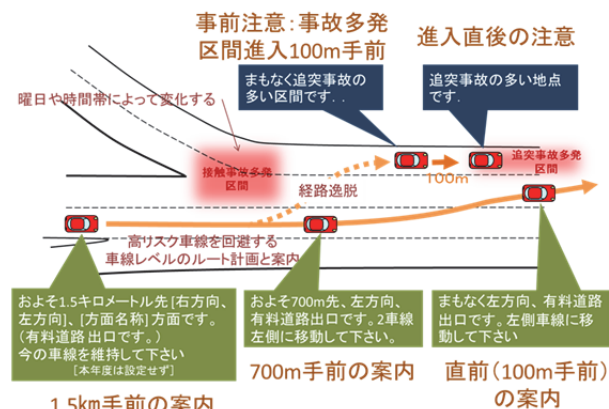 事前注意：事故多発
区間進入100m手前
進入直後の注意
まもなく追突事故の
多い区間です．．
追突事故の多い地点
です．
曜日や時間帯によって変化する
接触事故多発
区間
追突事故多発
区間
100m
経路逸脱
高リスク車線を回避する
車線レベルのルート計画と案内
およそ1.5キロメートル先［右方向、
左方向］、［方面名称］方面です。
（有料道路出口です。）
今の車線を維持して下さい
［本年度は設定せず］
およそ700m先、左方向、
有料道路出口です。2車線
左側に移動して下さい。
まもなく左方向、有料道路
出口です。左側車線に移
動して下さい
1.5㎞手前の案内
700m手前の案内
直前（100m手前）
の案内